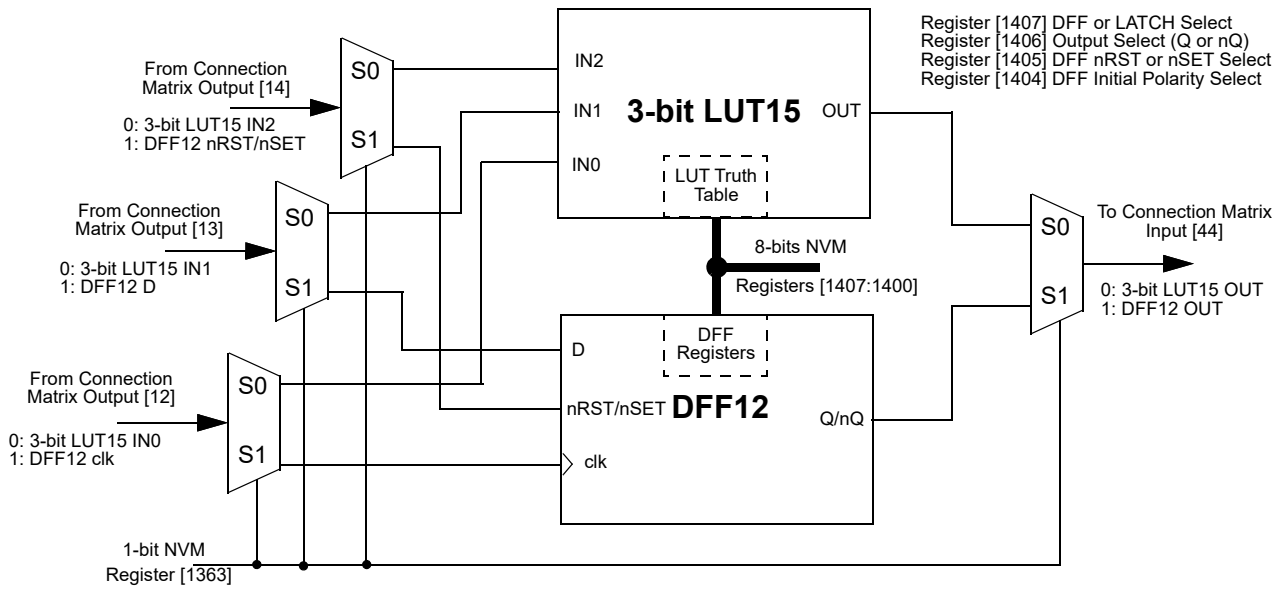 Register [1407] DFF or LATCH Select
Register [1406] Output Select (Q or nQ)
Register [1405] DFF nRST or nSET Select
Register [1404] DFF Initial Polarity Select
From Connection
Matrix Output [14]
0: 3-bit LUT15 IN2
1: DFF12 nRST/nSET
S0
S1
IN2
IN1
IN0
3-bit LUT15
OUT
LUT Truth
Table
From Connection
Matrix Output [13]
0: 3-bit LUT15 IN1
1: DFF12 D
S0
S1
8-bits NVM
Registers [1407:1400]
S0
S1
To Connection Matrix
Input [44]
0: 3-bit LUT15 OUT
1: DFF12 OUT
From Connection
Matrix Output [12]
0: 3-bit LUT15 IN0
1: DFF12 clk
S0
S1
DFF
Registers
D
nRST/nSET
DFF12
clk
Q/nQ
1-bit NVM
Register [1363]